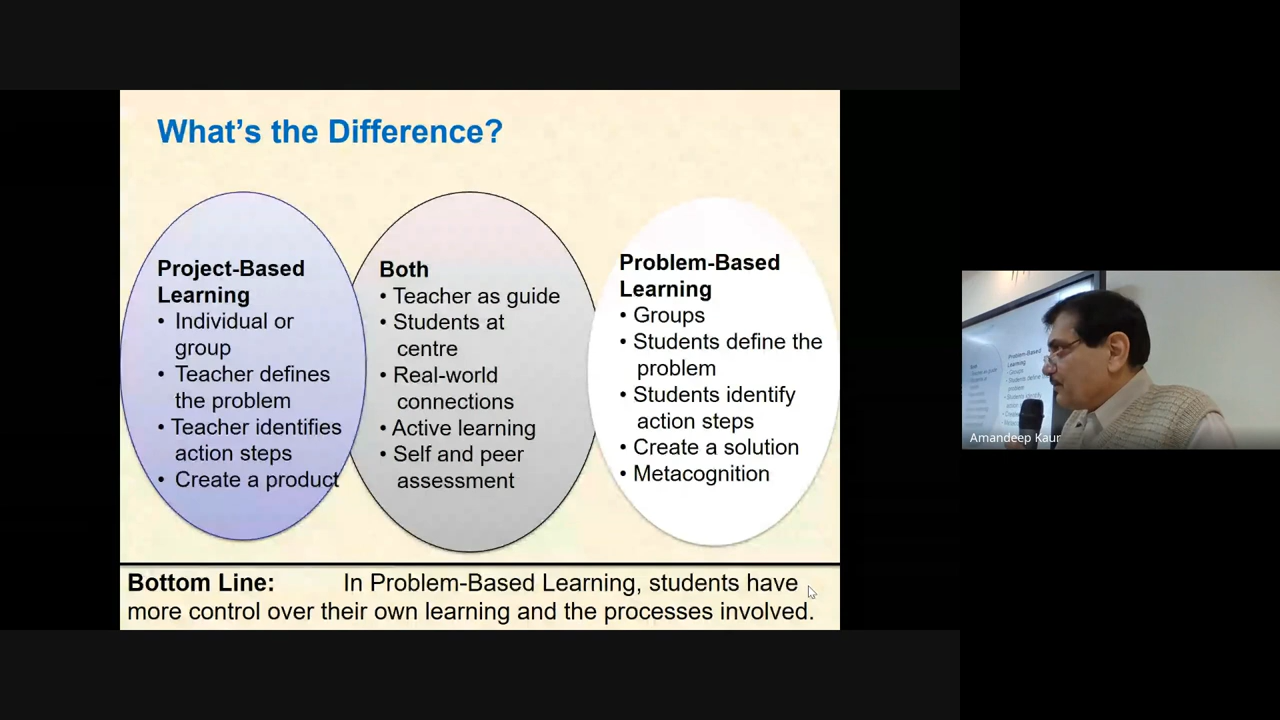 What's the Difference?
Project-Based
Learning
• Individual or
group
• Teacher defines
the problem
• Teacher identifies
action steps
• Create a product
Both
• Teacher as guide
• Students at
centre
• Real-world
connections
• Active learning
• Self and peer
assessment
Problem-Based
Learning
• Groups
• Students define the
problem
• Students identify
action steps
• Create a solution
• Metacognition
Bottom Line: In Problem-Based Learning, students have
more control over their own learning and the processes involved.
Amandeep Kaur